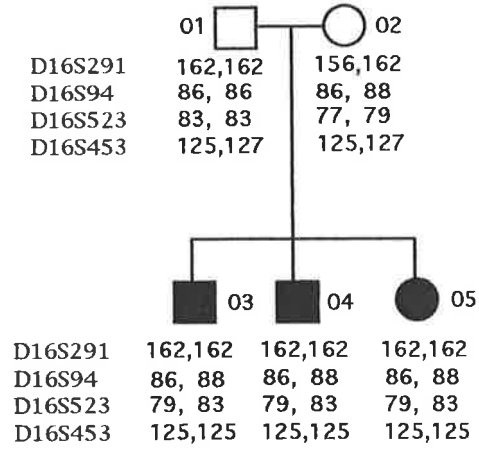 01 02
D16S291 162,162 156,162
D16S94 86, 86 86, 88
D16S523 83, 83 77, 79
D16S453 125,127 125,127
03 04 05
D16S291 162,162 162,162 162,162
D16S94 86, 88 86, 88 86, 88
D16S523 79, 83 79, 83 79, 83
D16S453 125,125 125,125 125,125